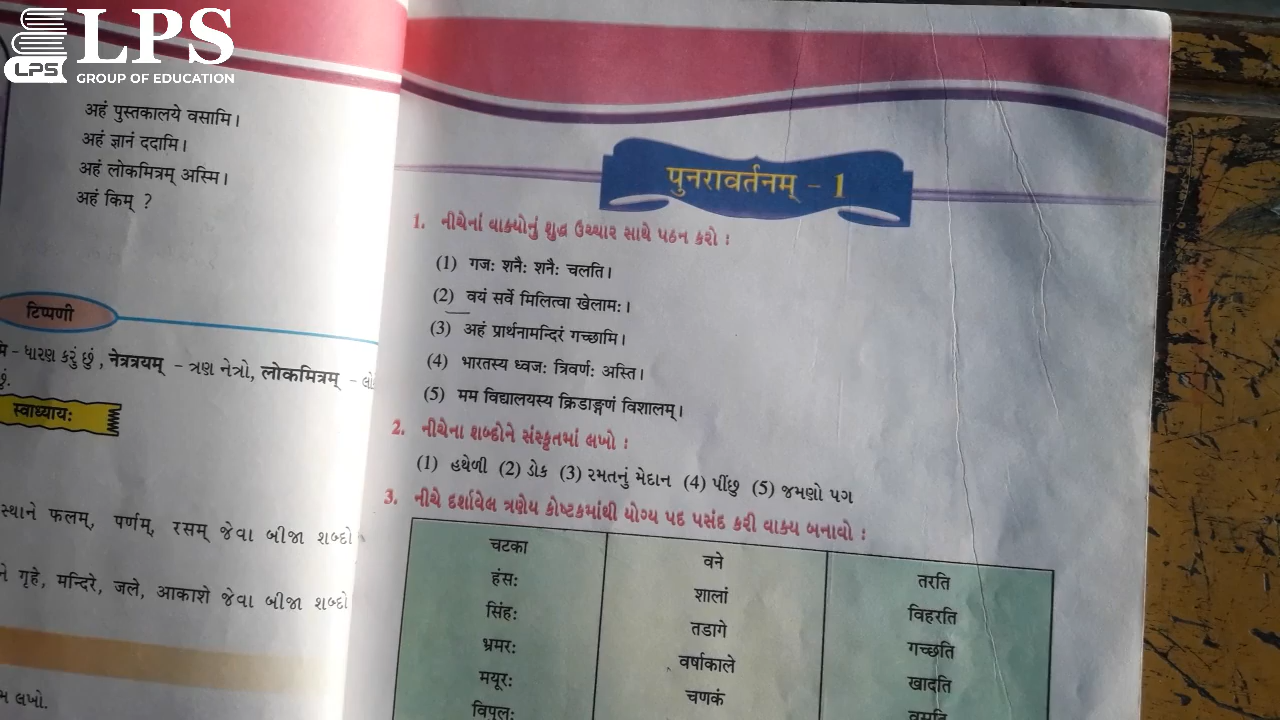 LPS
LPS
GROUP OF EDUCATION
अहं पुस्तकालये वसामि।
अहं ज्ञानं ददामि।
अहं लोकमित्रम् अस्मि।
अहं किम् ?
टिप्पणी
- ધારણ કરું છું, नेत्रत्रयम् - ત્રણ નેત્રો, लोकमित्रम् -
છું.
स्वाध्यायः
स्थाने फलम्, पर्णम्, रसम् જેવા બીજા શબ્દો
गृहे, मन्दिरे, जले, आकाशे જેવા બીજા શબ્દો
લખો.
पुनरावर्तनम् - 1
1. નીચેનાં વાક્યોનું શુદ્ધ ઉચ્ચાર સાથે પઠન કરો :
(1) गजः शनैः शनैः चलति।
(2) वयं सर्वे मिलित्वा खेलामः।
(3) अहं प्रार्थनामन्दिरं गच्छामि।
(4) भारतस्य ध्वजः त्रिवर्णः अस्ति।
(5) मम विद्यालयस्य क्रिडाङ्गणं विशालम्।
2. નીચેના શબ્દોને સંસ્કૃતમાં લખો :
(1) હથેળી (2) ડોક (3) રમતનું મેદાન (4) પીંછુ (5) જમણો પગ
3. નીચે દર્શાવેલ ત્રણેય કોષ્ટકમાંથી યોગ્ય પદ પસંદ કરી વાક્ય બનાવો :
चटका वने तरति
हंसः शालां विहरति
सिंहः तडागे गच्छति
भ्रमरः वर्षाकाले खादति
मयूरः चणकं वसति
विपुलः